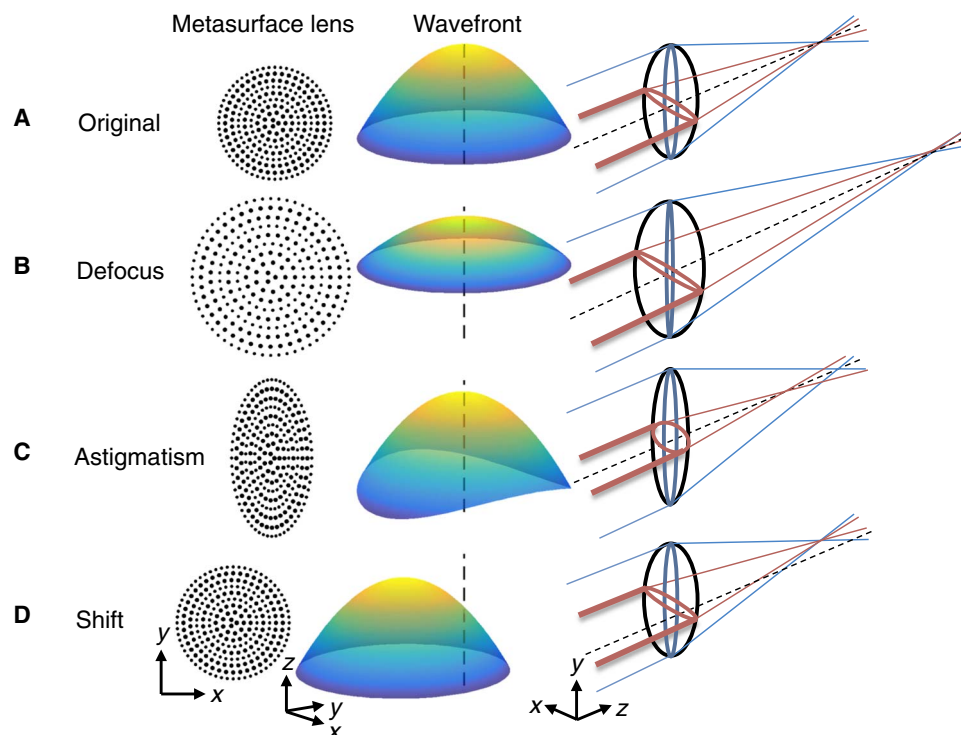 Metasurface lens Wavefront
A Original
B Defocus
C Astigmatism
D Shift
y
x
z
y
x
y
x
z